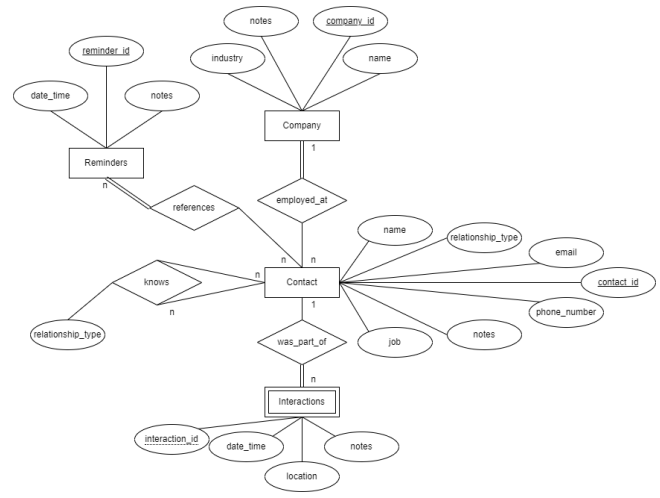 notes
company_id
reminder_id
industry
name
date_time
notes
Company
1
Reminders
n
employed_at
references
name
relationship_type
email
n
n
knows
n
Contact
contact_id
n
1
phone_number
relationship_type
was_part_of
job
notes
n
Interactions
interaction_id
date_time
notes
location